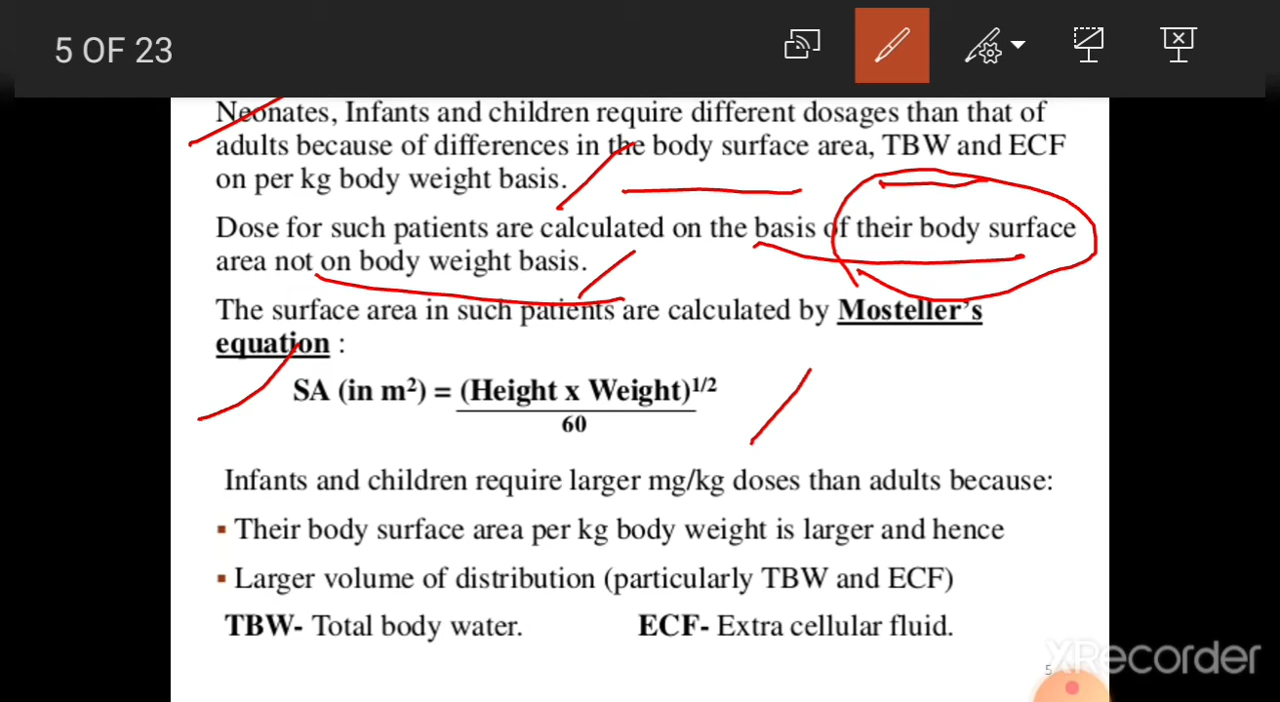 5 OF 23
Neonates, Infants and children require different dosages than that of
adults because of differences in the body surface area, TBW and ECF
on per kg body weight basis.
Dose for such patients are calculated on the basis of their body surface
area not on body weight basis.
The surface area in such patients are calculated by Mosteller's
equation :
SA (in m²) = (Height x Weight)¹/²
60
Infants and children require larger mg/kg doses than adults because:
▪ Their body surface area per kg body weight is larger and hence
▪ Larger volume of distribution (particularly TBW and ECF)
TBW- Total body water. ECF- Extra cellular fluid.
XRecorder
5